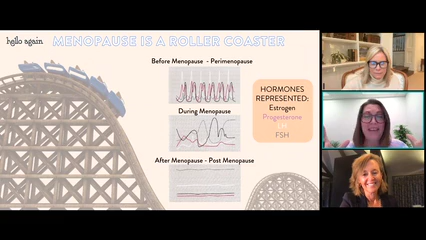 hello again
MENOPAUSE IS A ROLLER COASTER
Before Menopause - Perimenopause
During Menopause
After Menopause - Post Menopause
HORMONES
REPRESENTED:
Estrogen
Progesterone
FSH